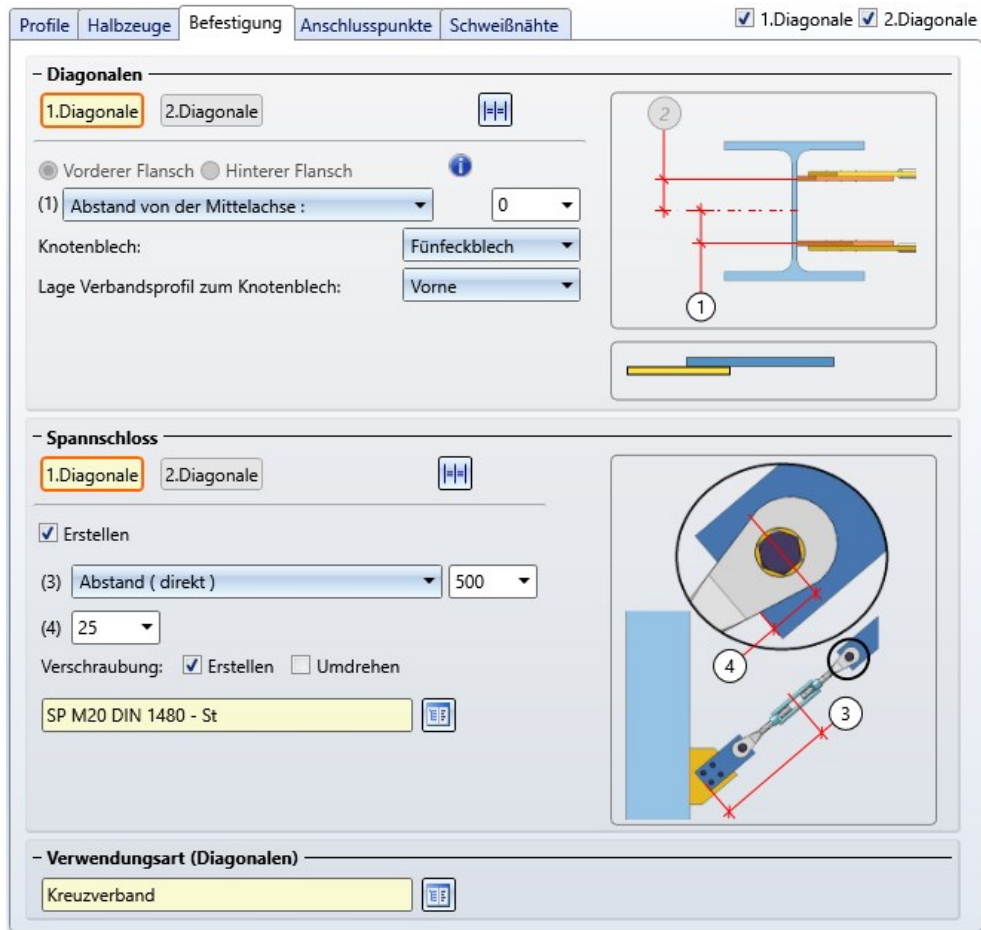 Profile Halbzeuge Befestigung Anschlusspunkte Schweißnähte 1.Diagonale 2.Diagonale
– Diagonalen
1.Diagonale 2.Diagonale
Vorderer Flansch Hinterer Flansch
(1) Abstand von der Mittelachse : 0
Knotenblech: Fünfeckblech
Lage Verbandsprofil zum Knotenblech: Vorne
2
1
– Spannschloss
1.Diagonale 2.Diagonale
Erstellen
(3) Abstand ( direkt ) 500
(4) 25
Verschraubung: Erstellen Umdrehen
SP M20 DIN 1480 - St
4
3
– Verwendungsart (Diagonalen)
Kreuzverband